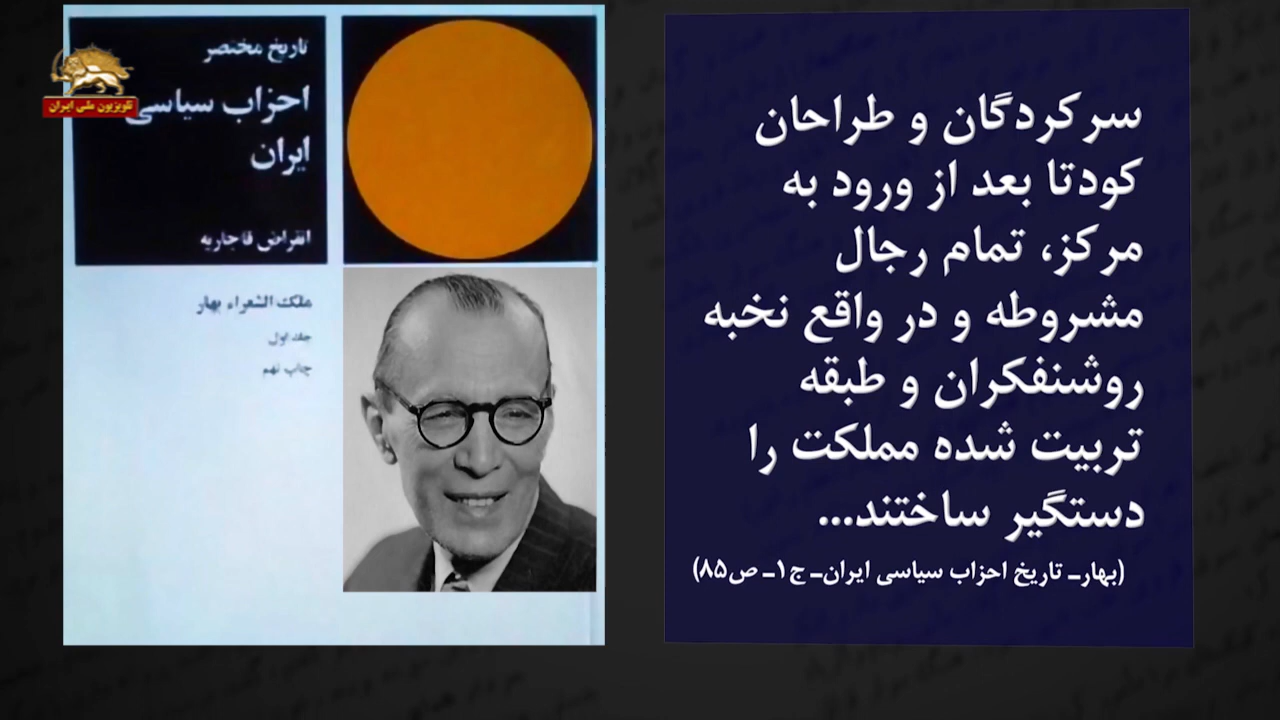 تلویزیون ملی ایران
تاریخ مختصر
احزاب سیاسی
ایران
انقراض قاجاریه
ملک الشعراء بهار
جلد اول
چاپ نهم
سرکردگان و طراحان
کودتا بعد از ورود به
مرکز، تمام رجال
مشروطه و در واقع نخبه
روشنفکران و طبقه
تربیت شده مملکت را
دستگیر ساختند...
(بهارـ تاریخ احزاب سیاسی ایران‌ـ ج۱ـ ص۸۵)